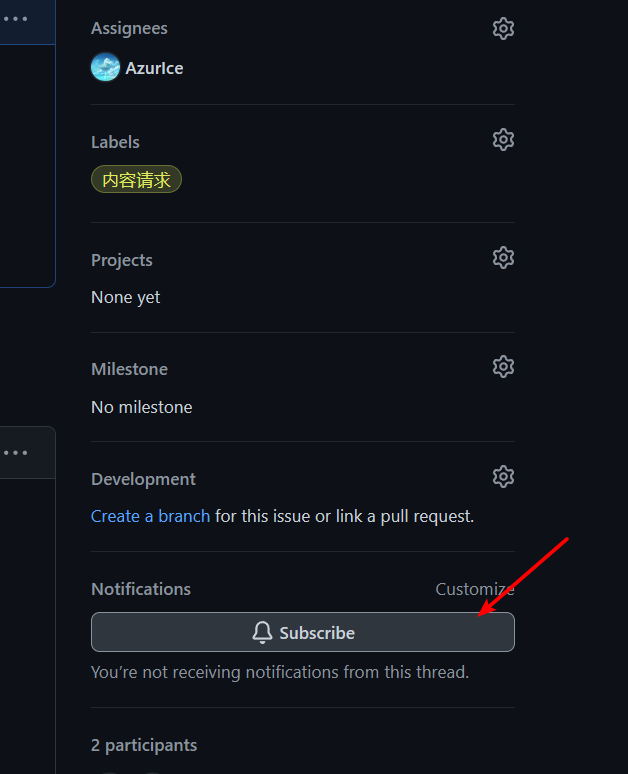 Assignees
AzurIce
Labels
内容请求
Projects
None yet
Milestone
No milestone
Development
Create a branch for this issue or link a pull request.
Notifications Customize
Subscribe
You’re not receiving notifications from this thread.
2 participants